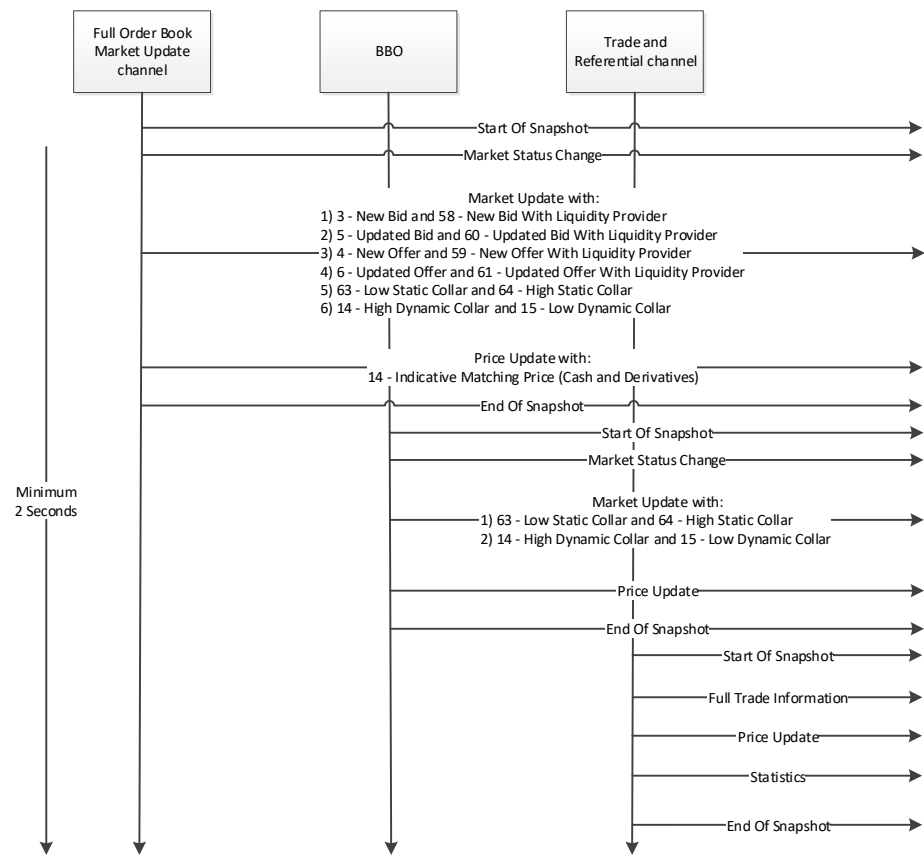 Full Order Book
Market Update
channel
BBO
Trade and
Referential channel
Start Of Snapshot
Market Status Change
Market Update with:
1) 3 - New Bid and 58 - New Bid With Liquidity Provider
2) 5 - Updated Bid and 60 - Updated Bid With Liquidity Provider
3) 4 - New Offer and 59 - New Offer With Liquidity Provider
4) 6 - Updated Offer and 61 - Updated Offer With Liquidity Provider
5) 63 - Low Static Collar and 64 - High Static Collar
6) 14 - High Dynamic Collar and 15 - Low Dynamic Collar
Price Update with:
14 - Indicative Matching Price (Cash and Derivatives)
End Of Snapshot
Start Of Snapshot
Market Status Change
Minimum
2 Seconds
Market Update with:
1) 63 - Low Static Collar and 64 - High Static Collar
2) 14 - High Dynamic Collar and 15 - Low Dynamic Collar
Price Update
End Of Snapshot
Start Of Snapshot
Full Trade Information
Price Update
Statistics
End Of Snapshot